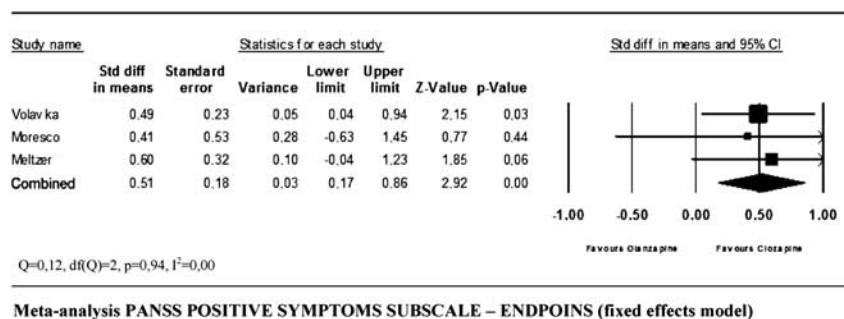 Study name Statistics for each study Std diff in means and 95% CI
Std diff Standard Lower Upper
in means error Variance limit limit Z-Value p-Value
Volavka 0.49 0.23 0.05 0.04 0.94 2.15 0.03
Moresco 0.41 0.53 0.28 -0.63 1.45 0.77 0.44
Meltzer 0.60 0.32 0.10 -0.04 1.23 1.85 0.06
Combined 0.51 0.18 0.03 0.17 0.86 2.92 0.00
-1.00 -0.50 0.00 0.50 1.00
Favours Olanzapine Favours Clozapine
Q=0,12, df(Q)=2, p=0,94, I²=0,00
Meta-analysis PANSS POSITIVE SYMPTOMS SUBSCALE – ENDPOINS (fixed effects model)